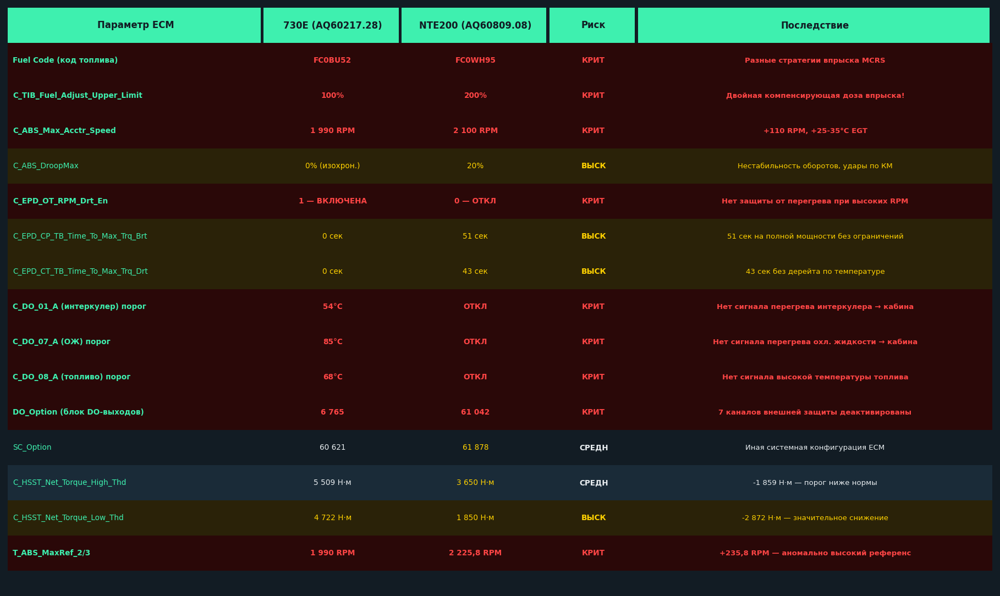 Параметр ЕСМ 730E (AQ60217.28) NTE200 (AQ60809.08) Риск Последствие
Fuel Code (код топлива) FC0BU52 FC0WH95 КРИТ Разные стратегии впрыска MCRS
C_TIB_Fuel_Adjust_Upper_Limit 100% 200% КРИТ Двойная компенсирующая доза впрыска!
C_ABS_Max_Acctr_Speed 1 990 RPM 2 100 RPM КРИТ +110 RPM, +25-35°C EGT
C_ABS_DroopMax 0% (изохрон.) 20% ВЫСК Нестабильность оборотов, удары по КМ
C_EPD_OT_RPM_Drt_En 1 — ВКЛЮЧЕНА 0 — ОТКЛ КРИТ Нет защиты от перегрева при высоких RPM
C_EPD_CP_TB_Time_To_Max_Trq_Brt 0 сек 51 сек ВЫСК 51 сек на полной мощности без ограничений
C_EPD_CT_TB_Time_To_Max_Trq_Drt 0 сек 43 сек ВЫСК 43 сек без дерейта по температуре
C_DO_01_A (интеркулер) порог 54°C ОТКЛ КРИТ Нет сигнала перегрева интеркулера → кабина
C_DO_07_A (ОЖ) порог 85°C ОТКЛ КРИТ Нет сигнала перегрева охл. жидкости → кабина
C_DO_08_A (топливо) порог 68°C ОТКЛ КРИТ Нет сигнала высокой температуры топлива
DO_Option (блок DO-выходов) 6 765 61 042 КРИТ 7 каналов внешней защиты деактивированы
SC_Option 60 621 61 878 СРЕДН Иная системная конфигурация ECM
C_HSST_Net_Torque_High_Thd 5 509 Н·м 3 650 Н·м СРЕДН -1 859 Н·м — порог ниже нормы
C_HSST_Net_Torque_Low_Thd 4 722 Н·м 1 850 Н·м ВЫСК -2 872 Н·м — значительное снижение
T_ABS_MaxRef_2/3 1 990 RPM 2 225,8 RPM КРИТ +235,8 RPM — аномально высокий референс